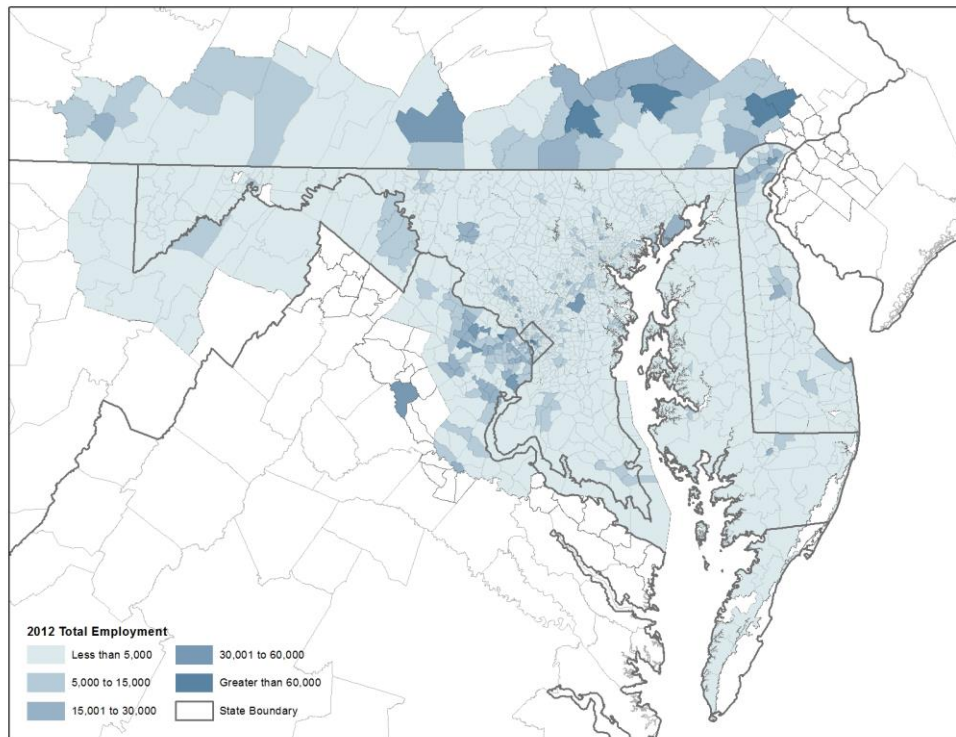 2012 Total Employment
Less than 5,000
5,000 to 15,000
15,001 to 30,000
30,001 to 60,000
Greater than 60,000
State Boundary